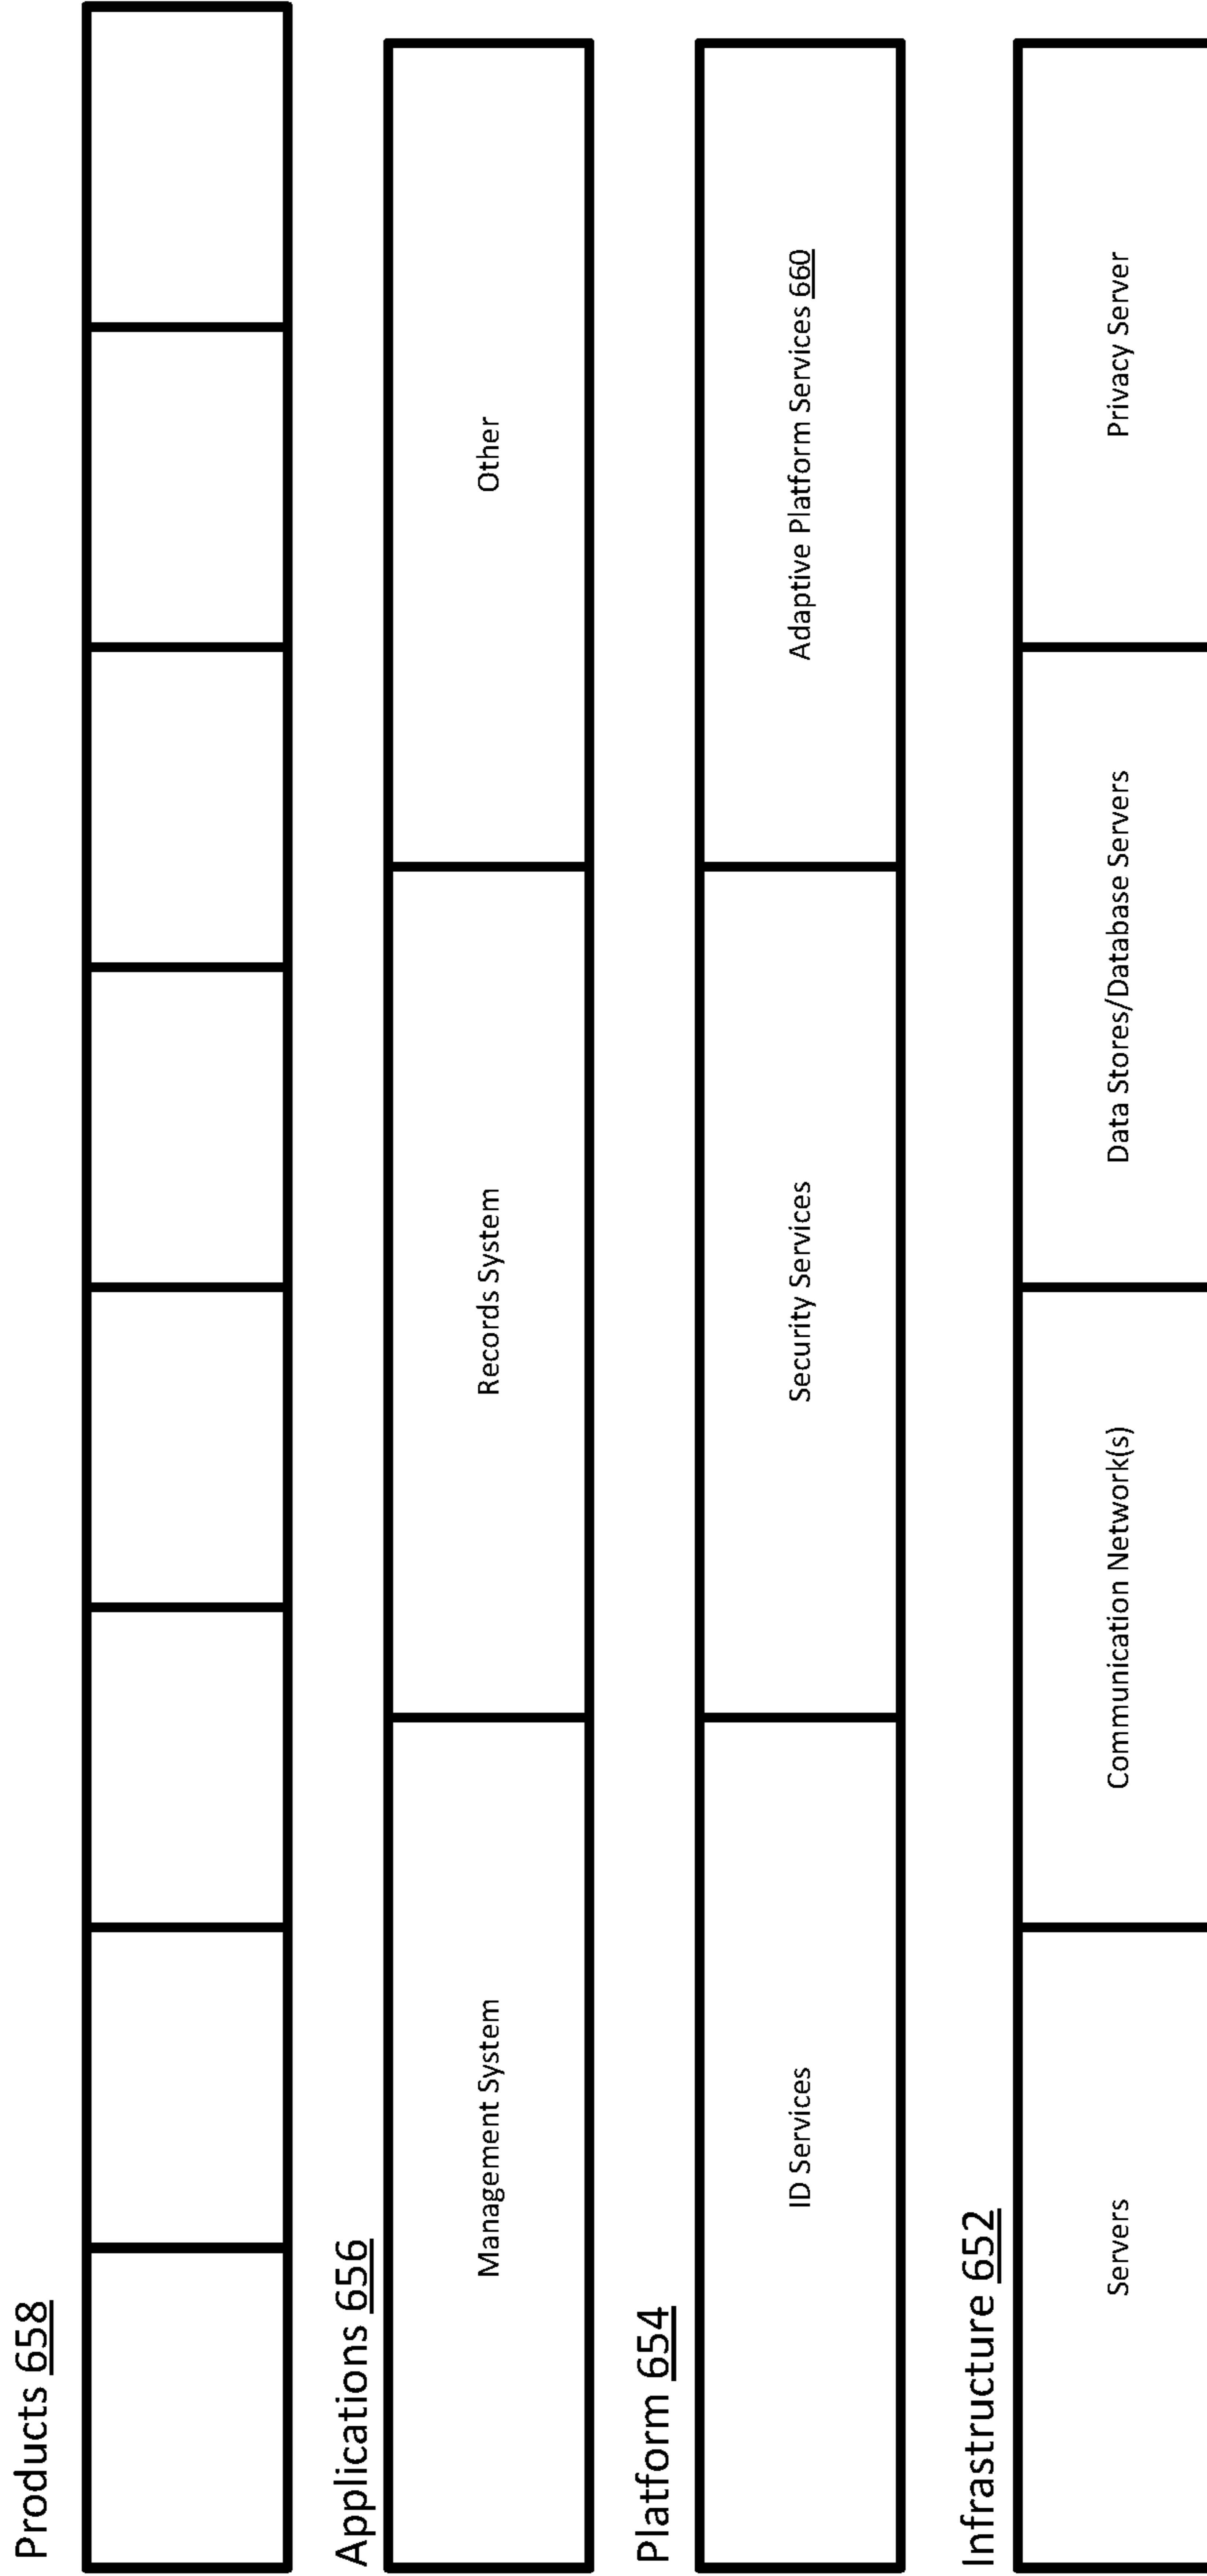 Products 658
Applications 656
Management System
Records System
Other
Platform 654
ID Services
Security Services
Adaptive Platform Services 660
Infrastructure 652
Servers
Communication Network(s)
Data Stores/Database Servers
Privacy Server